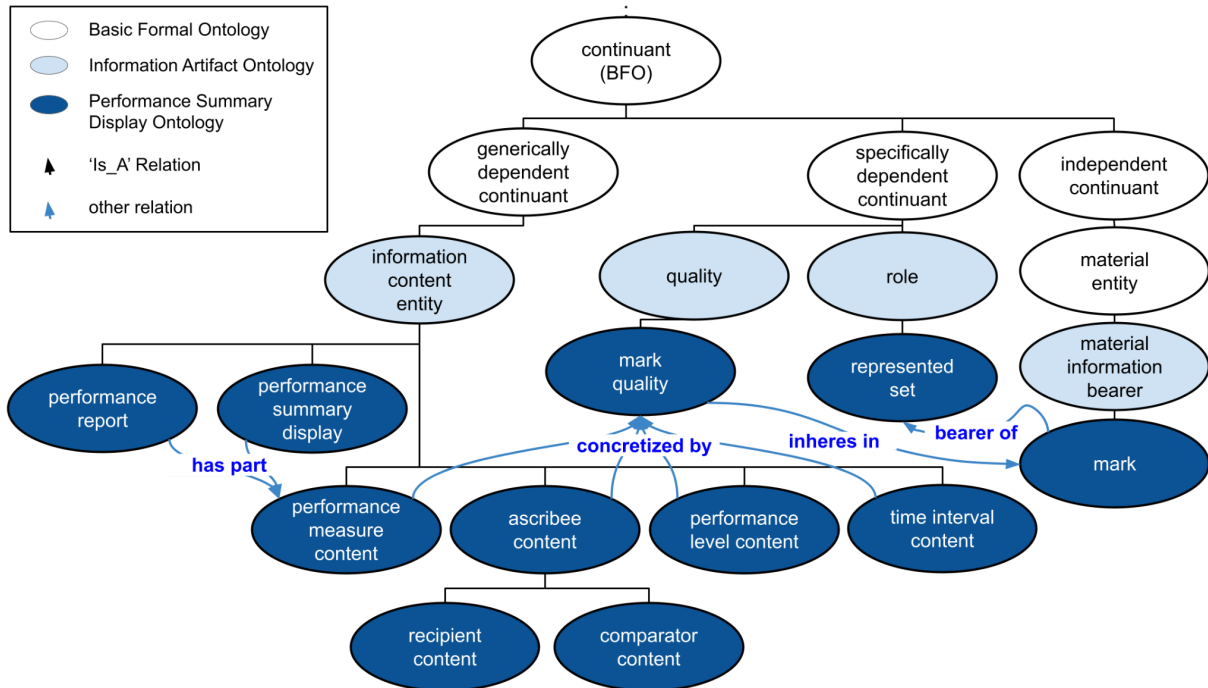 Basic Formal Ontology
Information Artifact Ontology
Performance Summary
Display Ontology
‘Is_A’ Relation
other relation
continuant
(BFO)
generically
dependent
continuant
specifically
dependent
continuant
independent
continuant
information
content
entity
quality
role
material
entity
performance
report
performance
summary
display
mark
quality
represented
set
material
information
bearer
has part
concretized by
inheres in
bearer of
mark
performance
measure
content
ascribee
content
performance
level content
time interval
content
recipient
content
comparator
content